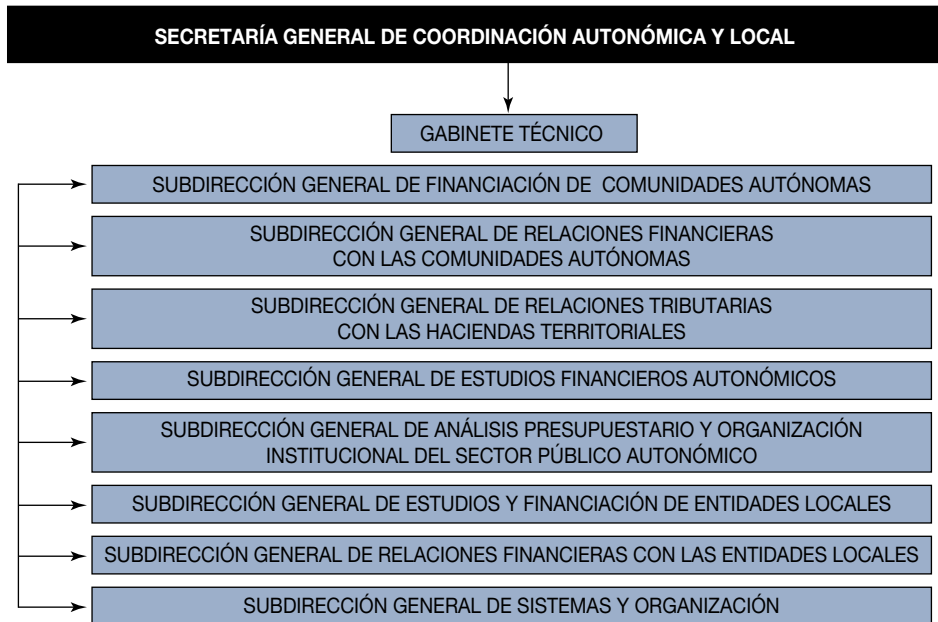 SECRETARÍA GENERAL DE COORDINACIÓN AUTONÓMICA Y LOCAL
GABINETE TÉCNICO
SUBDIRECCIÓN GENERAL DE FINANCIACIÓN DE COMUNIDADES AUTÓNOMAS
SUBDIRECCIÓN GENERAL DE RELACIONES FINANCIERAS
CON LAS COMUNIDADES AUTÓNOMAS
SUBDIRECCIÓN GENERAL DE RELACIONES TRIBUTARIAS
CON LAS HACIENDAS TERRITORIALES
SUBDIRECCIÓN GENERAL DE ESTUDIOS FINANCIEROS AUTONÓMICOS
SUBDIRECCIÓN GENERAL DE ANÁLISIS PRESUPUESTARIO Y ORGANIZACIÓN
INSTITUCIONAL DEL SECTOR PÚBLICO AUTONÓMICO
SUBDIRECCIÓN GENERAL DE ESTUDIOS Y FINANCIACIÓN DE ENTIDADES LOCALES
SUBDIRECCIÓN GENERAL DE RELACIONES FINANCIERAS CON LAS ENTIDADES LOCALES
SUBDIRECCIÓN GENERAL DE SISTEMAS Y ORGANIZACIÓN